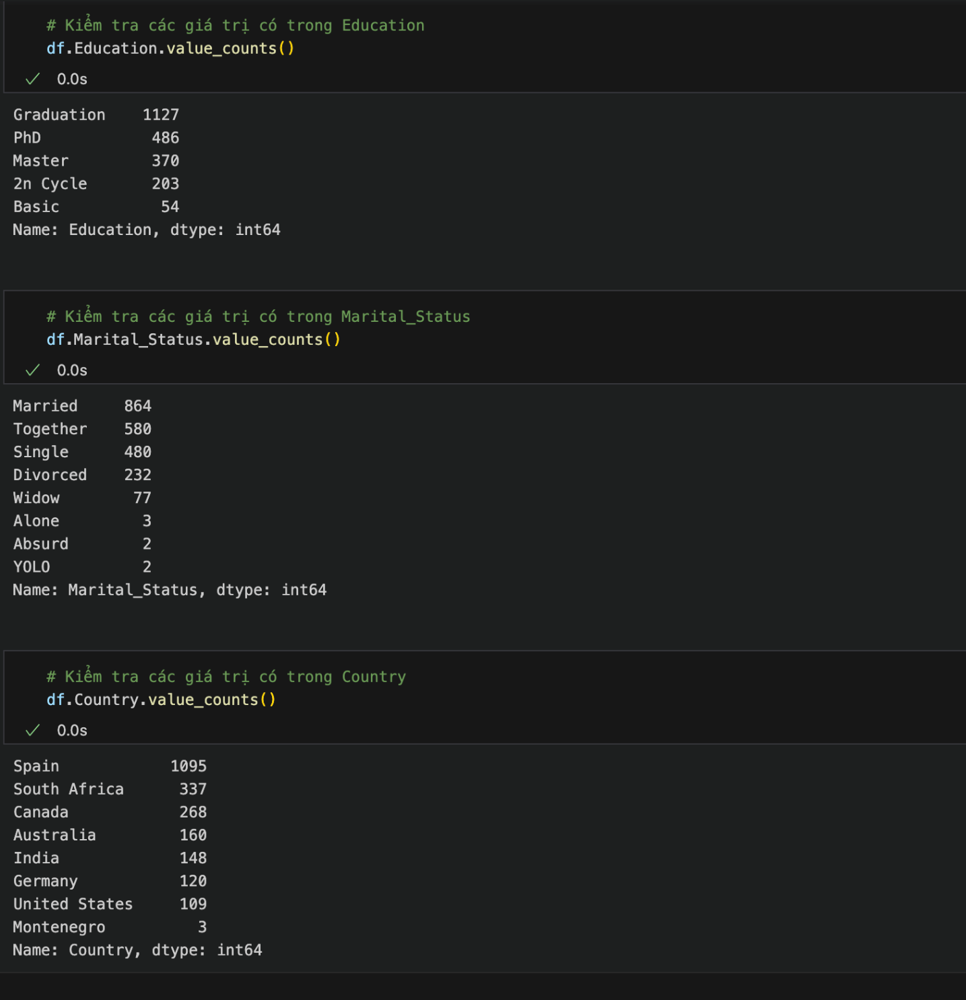 # Kiểm tra các giá trị có trong Education
df.Education.value_counts()
0.0s
Graduation    1127
PhD            486
Master         370
2n Cycle       203
Basic           54
Name: Education, dtype: int64
# Kiểm tra các giá trị có trong Marital_Status
df.Marital_Status.value_counts()
0.0s
Married     864
Together    580
Single      480
Divorced    232
Widow        77
Alone         3
Absurd        2
YOLO          2
Name: Marital_Status, dtype: int64
# Kiểm tra các giá trị có trong Country
df.Country.value_counts()
0.0s
Spain            1095
South Africa      337
Canada            268
Australia         160
India             148
Germany           120
United States     109
Montenegro          3
Name: Country, dtype: int64